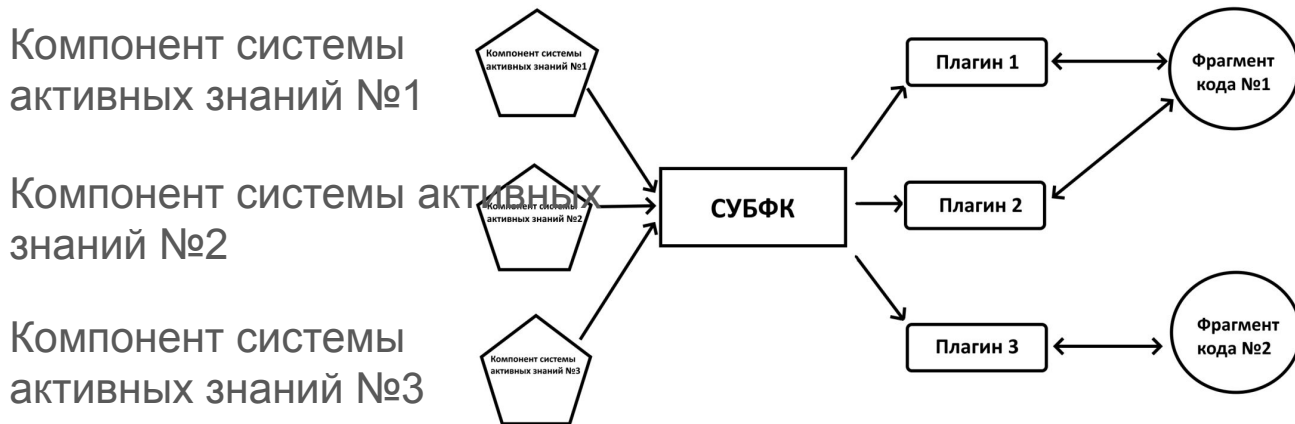 Компонент системы
активных знаний №1
Компонент системы активных
знаний №2
Компонент системы
активных знаний №3
Компонент системы
активных знаний №1
Компонент системы
активных знаний №2
Компонент системы
активных знаний №3
СУБФК
Плагин 1
Плагин 2
Плагин 3
Фрагмент
кода №1
Фрагмент
кода №2